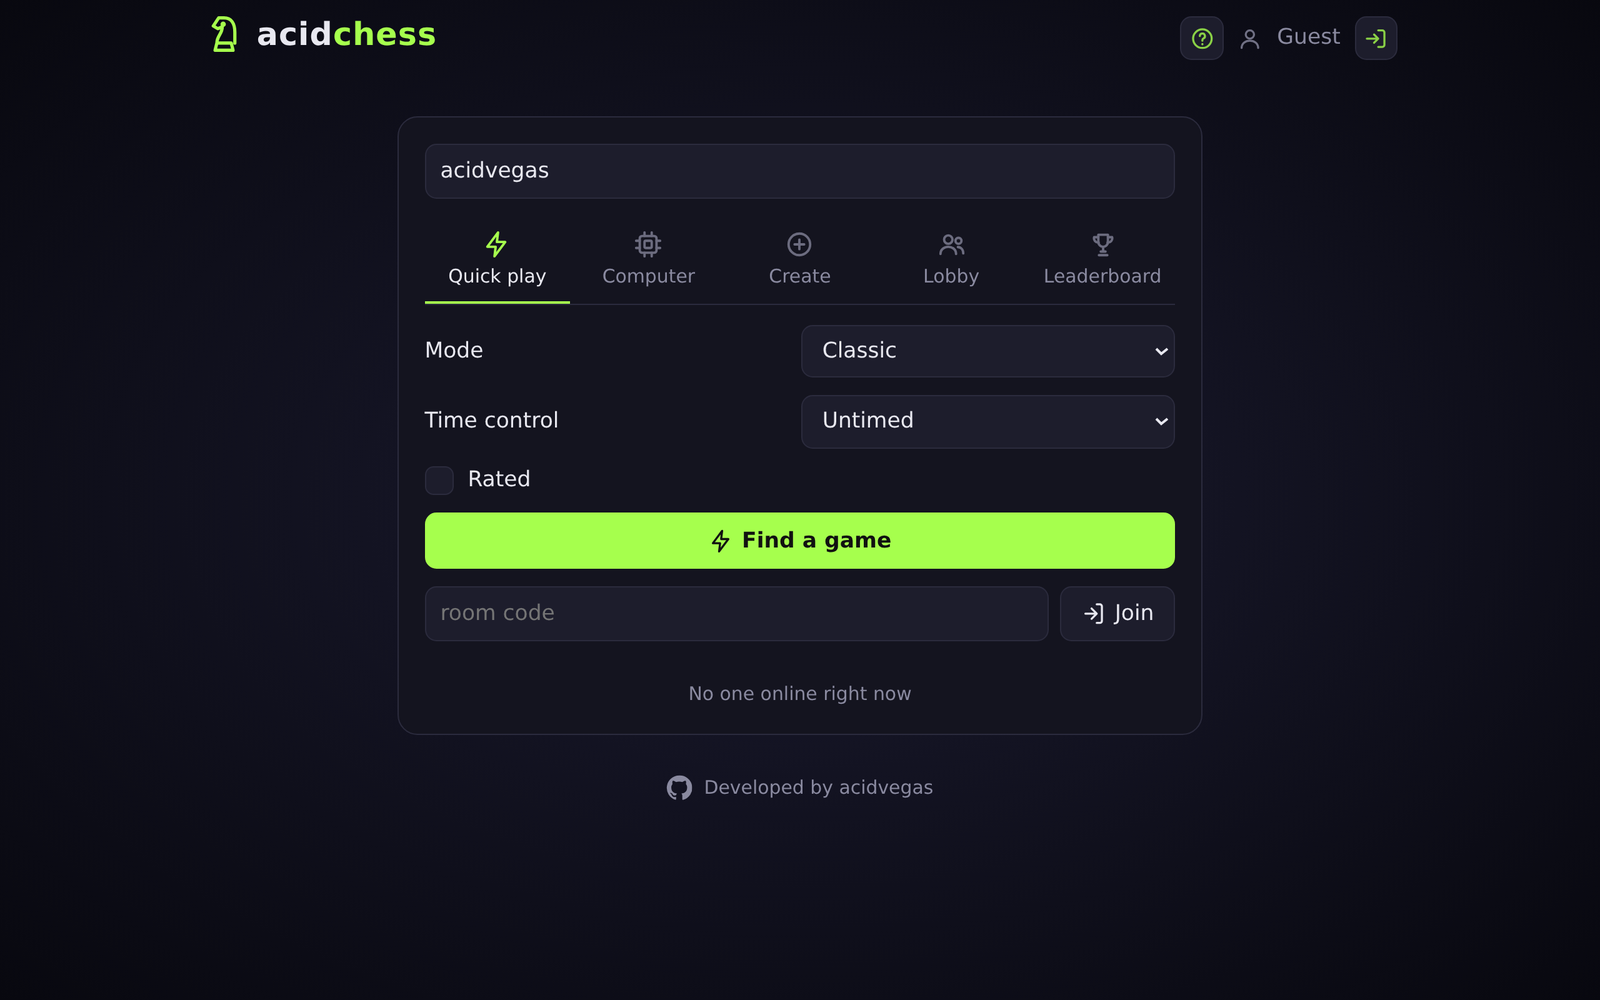 acidchess
Guest
acidvegas
Quick play
Computer
Create
Lobby
Leaderboard
Mode
Classic
Time control
Untimed
Rated
Find a game
room code
Join
No one online right now
Developed by acidvegas